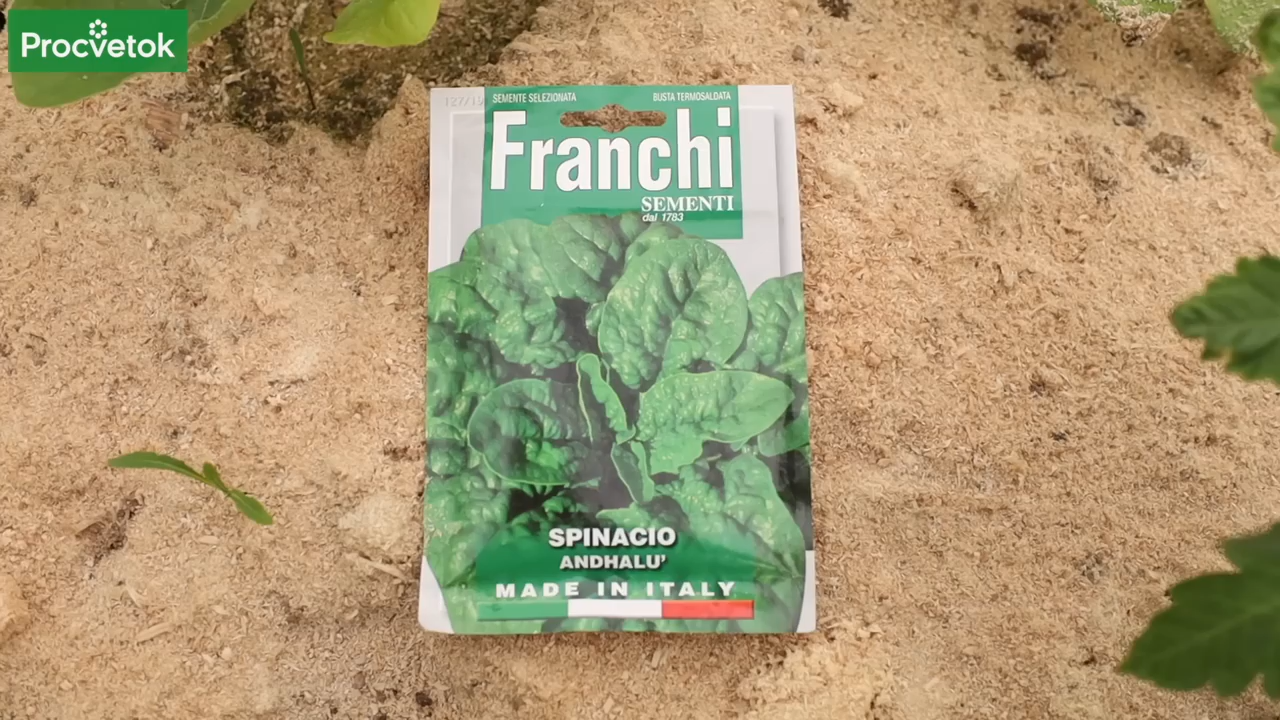 Procvetok
SEMENTE SELEZIONATA
BUSTA TERMOSALDATA
Franchi
SEMENTI
dal 1783
SPINACIO
ANDHALU'
MADE IN ITALY